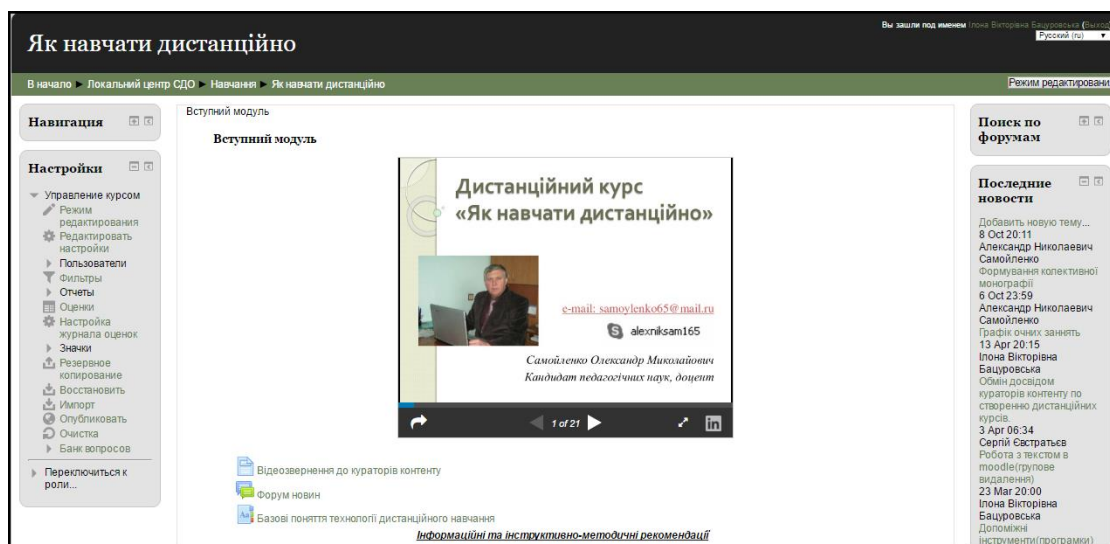 Вы зашли под именем Ілона Вікторівна Бацуровська (Выход)
Русский (ru)
Як навчати дистанційно
В начало ► Локальний центр СДО ► Навчання ► Як навчати дистанційно
Режим редактировани
Навигация
Настройки
Управление курсом
Режим
редактирования
Редактировать
настройки
Пользователи
Фильтры
Отчеты
Оценки
Настройка
журнала оценок
Значки
Резервное
копирование
Восстановить
Импорт
Опубликовать
Очистка
Банк вопросов
Переключиться к
роли...
Вступний модуль
Вступний модуль
Дистанційний курс
«Як навчати дистанційно»
e-mail: samoylenko65@mail.ru
alexniksam165
Самойленко Олександр Миколайович
Кандидат педагогічних наук, доцент
1 of 21
Відеозвернення до кураторів контенту
Форум новин
Базові поняття технології дистанційного навчання
Інформаційні та інструктивно-методичні рекомендації
Поиск по
форумам
Последние
новости
Добавить новую тему...
8 Oct 20:11
Александр Николаевич
Самойленко
Формування колективної
монографії
6 Oct 23:59
Александр Николаевич
Самойленко
Графік очних занять
13 Apr 20:15
Ілона Вікторівна
Бацуровська
Обмін досвідом
кураторів контенту по
створенню дистанційних
курсів.
3 Apr 06:34
Сергій Євстратьєв
Робота з текстом в
moodle(групове
видалення)
23 Mar 20:00
Ілона Вікторівна
Бацуровська
Допоміжні
інструменти(програмки)